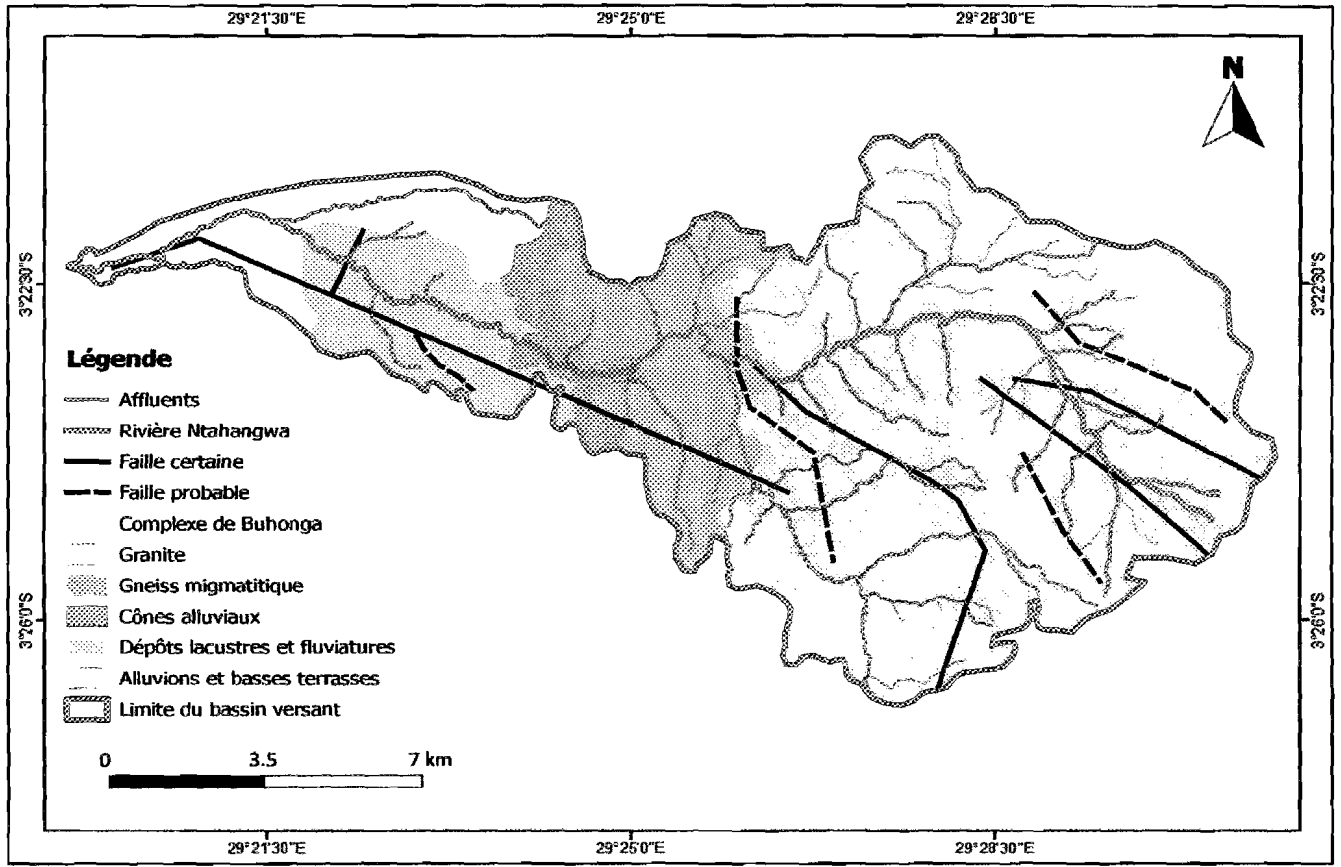 29°21'30"E 29°25'0"E 29°28'30"E
N
3°22'30"S 3°22'30"S
Légende
Affluents
Rivière Ntahangwa
Faille certaine
Faille probable
Complexe de Buhonga
Granite
Gneiss migmatitique
Cônes alluviaux
Dépôts lacustres et fluviatures
Alluvions et basses terrasses
Limite du bassin versant
3°26'0"S 3°26'0"S
0 3.5 7 km
29°21'30"E 29°25'0"E 29°28'30"E